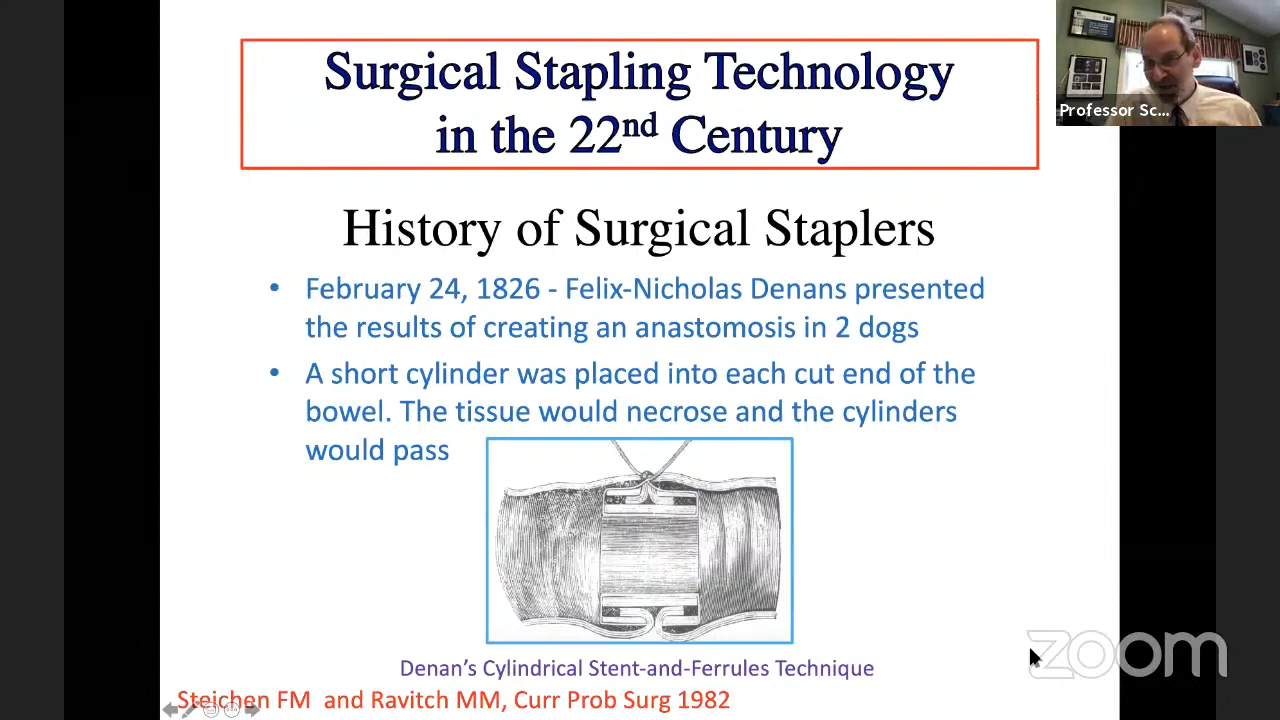 Surgical Stapling Technology
in the 22nd Century
Professor Sc...
History of Surgical Staplers
• February 24, 1826 - Felix-Nicholas Denans presented
the results of creating an anastomosis in 2 dogs
• A short cylinder was placed into each cut end of the
bowel. The tissue would necrose and the cylinders
would pass
zoom
Denan's Cylindrical Stent-and-Ferrules Technique
Steichen FM and Ravitch MM, Curr Prob Surg 1982